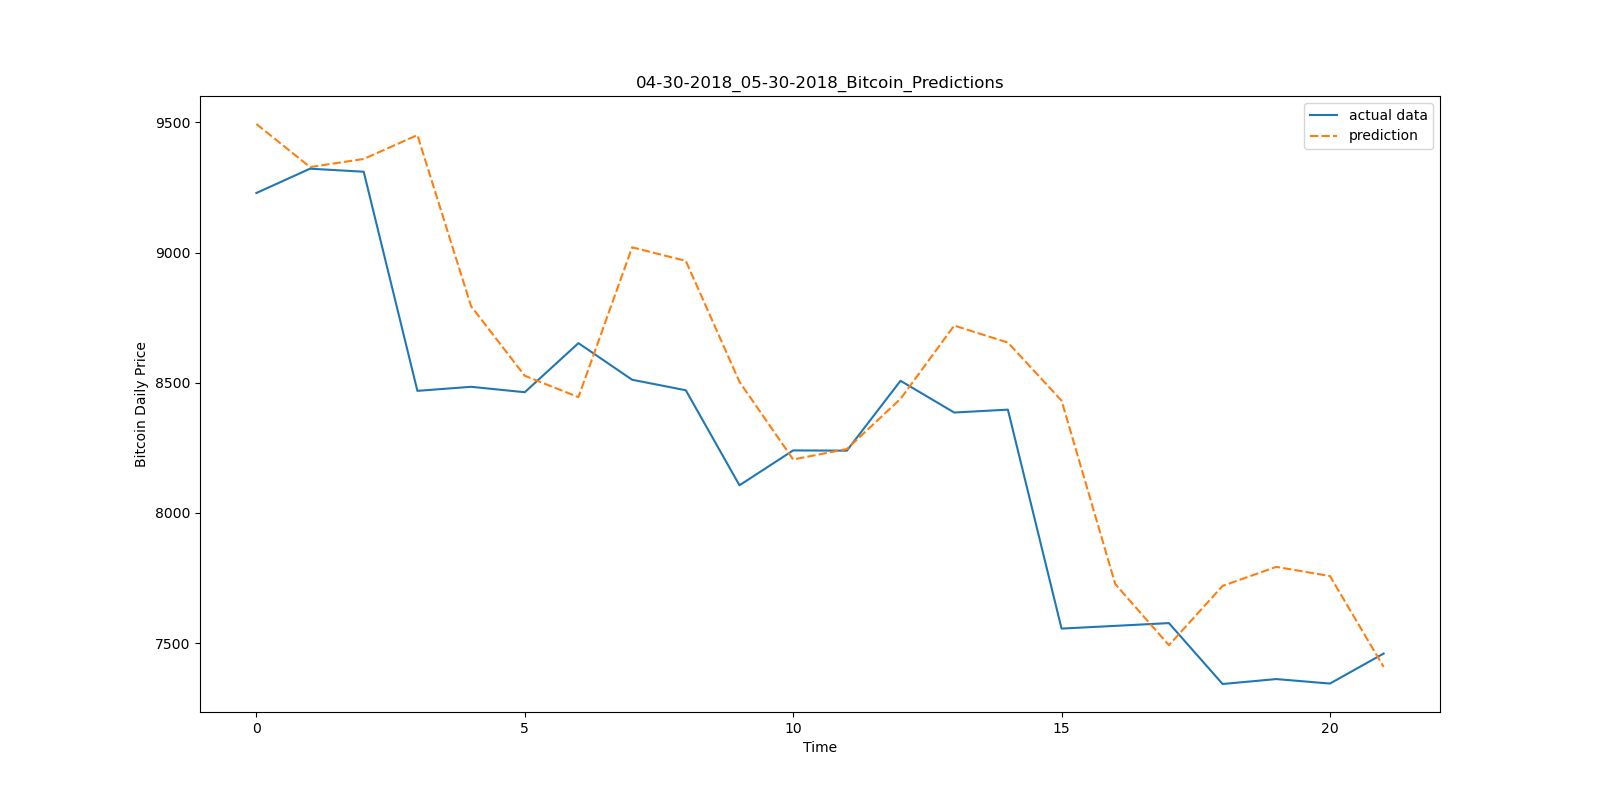 04-30-2018_05-30-2018_Bitcoin_Predictions
actual data
prediction
9500
9000
8500
8000
7500
Bitcoin Daily Price
0
5
10
15
20
Time